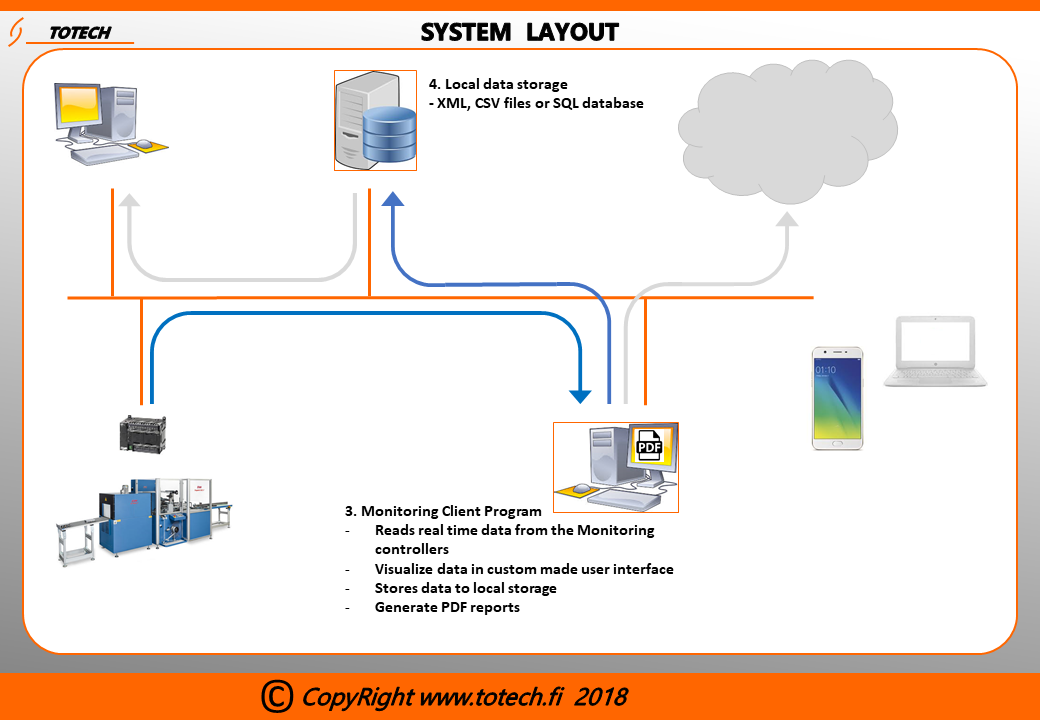 TOTECH
SYSTEM LAYOUT
4. Local data storage
- XML, CSV files or SQL database
01:10
PDF
3. Monitoring Client Program
- Reads real time data from the Monitoring
controllers
- Visualize data in custom made user interface
- Stores data to local storage
- Generate PDF reports
© CopyRight www.totech.fi 2018